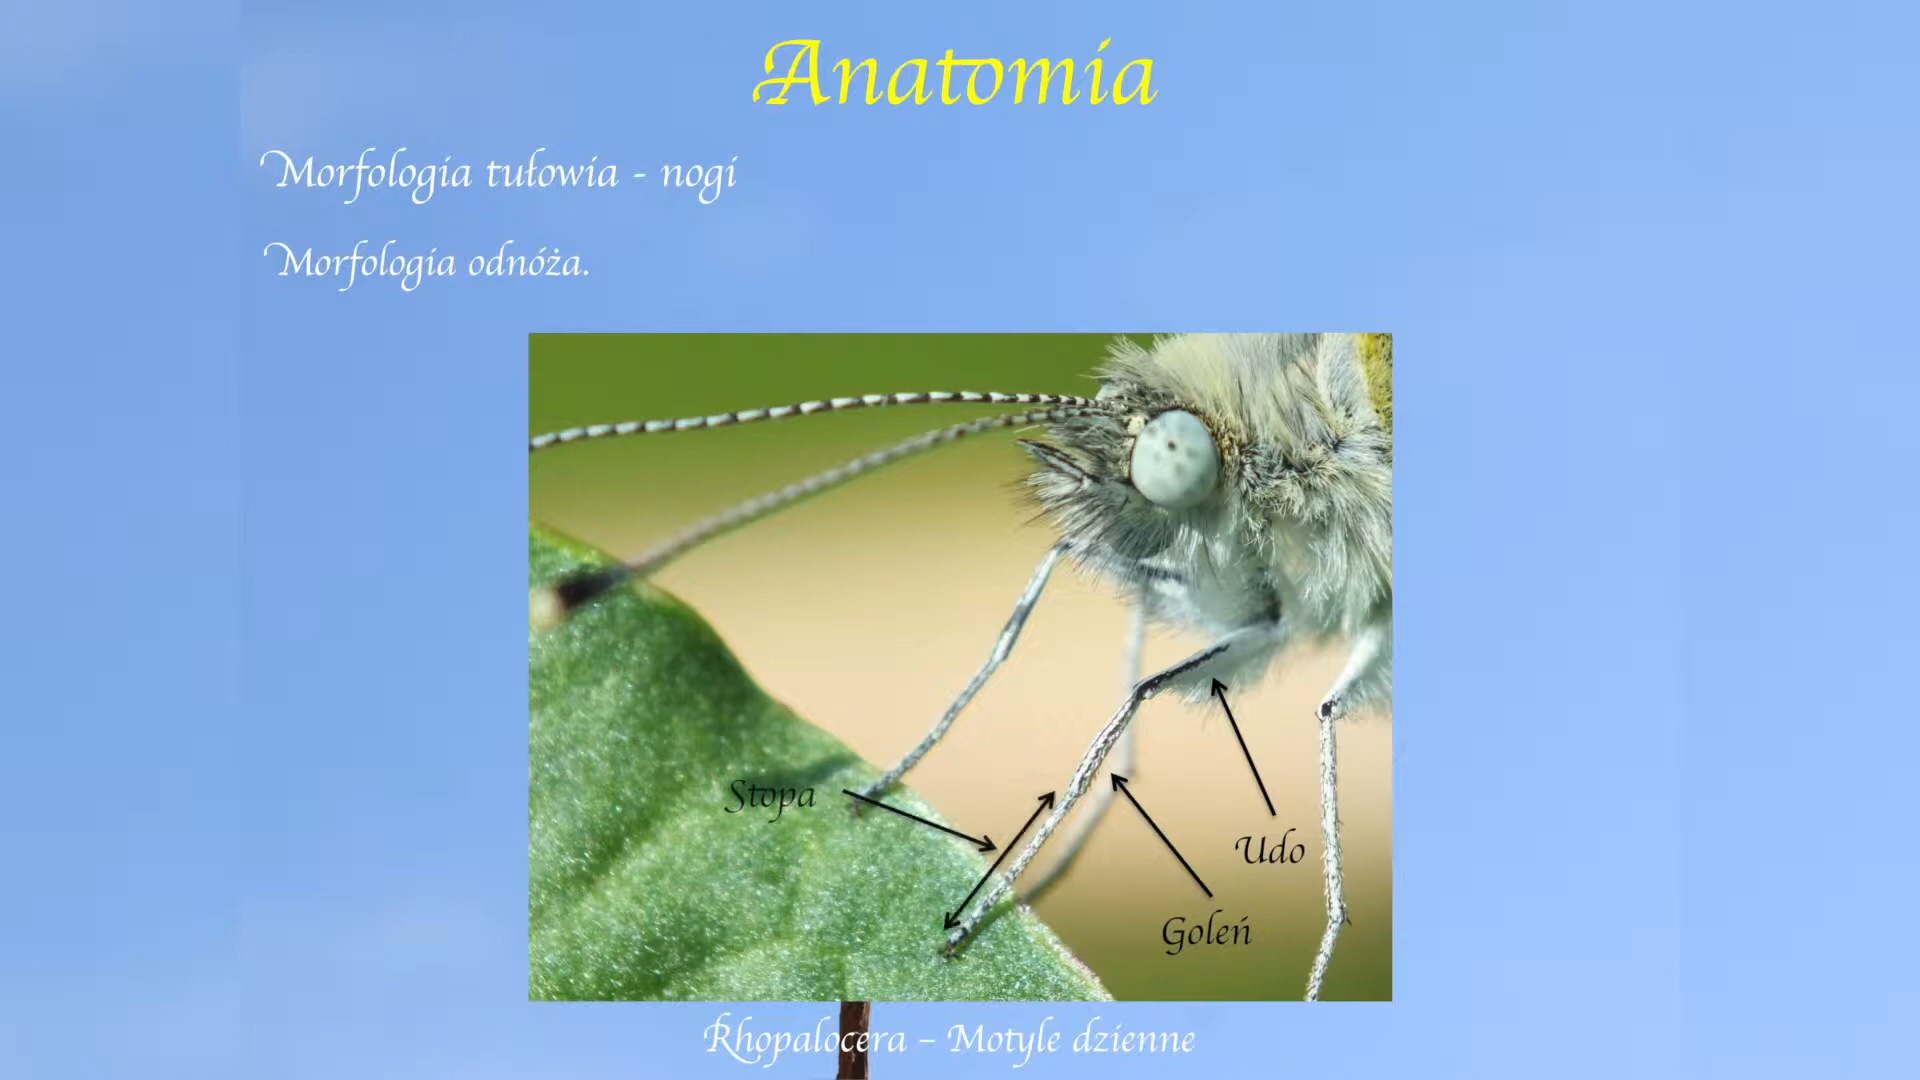 Anatomia
Morfologia tułowia - nogi
Morfologia odnóża.
Stopa
Udo
Goleń
Rhopalocera – Motyle dzienne